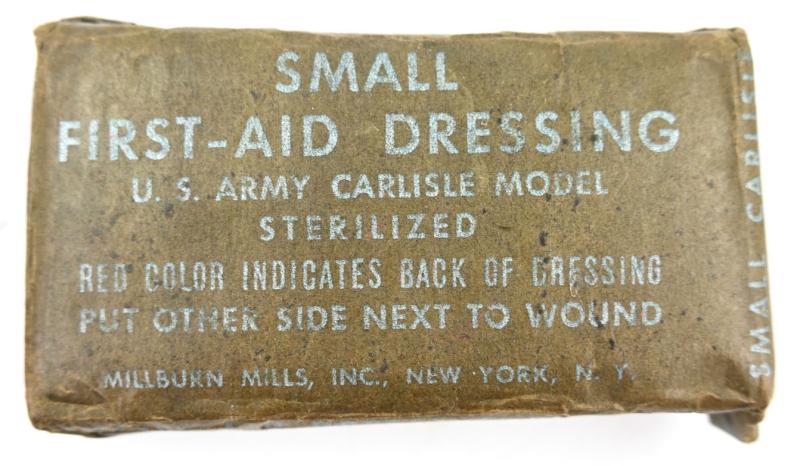 SMALL
FIRST-AID DRESSING
U. S. ARMY CARLISLE MODEL
STERILIZED
RED COLOR INDICATES BACK OF DRESSING
PUT OTHER SIDE NEXT TO WOUND
MILLBURN MILLS, INC., NEW YORK, N. Y.
SMALL CARLISLE